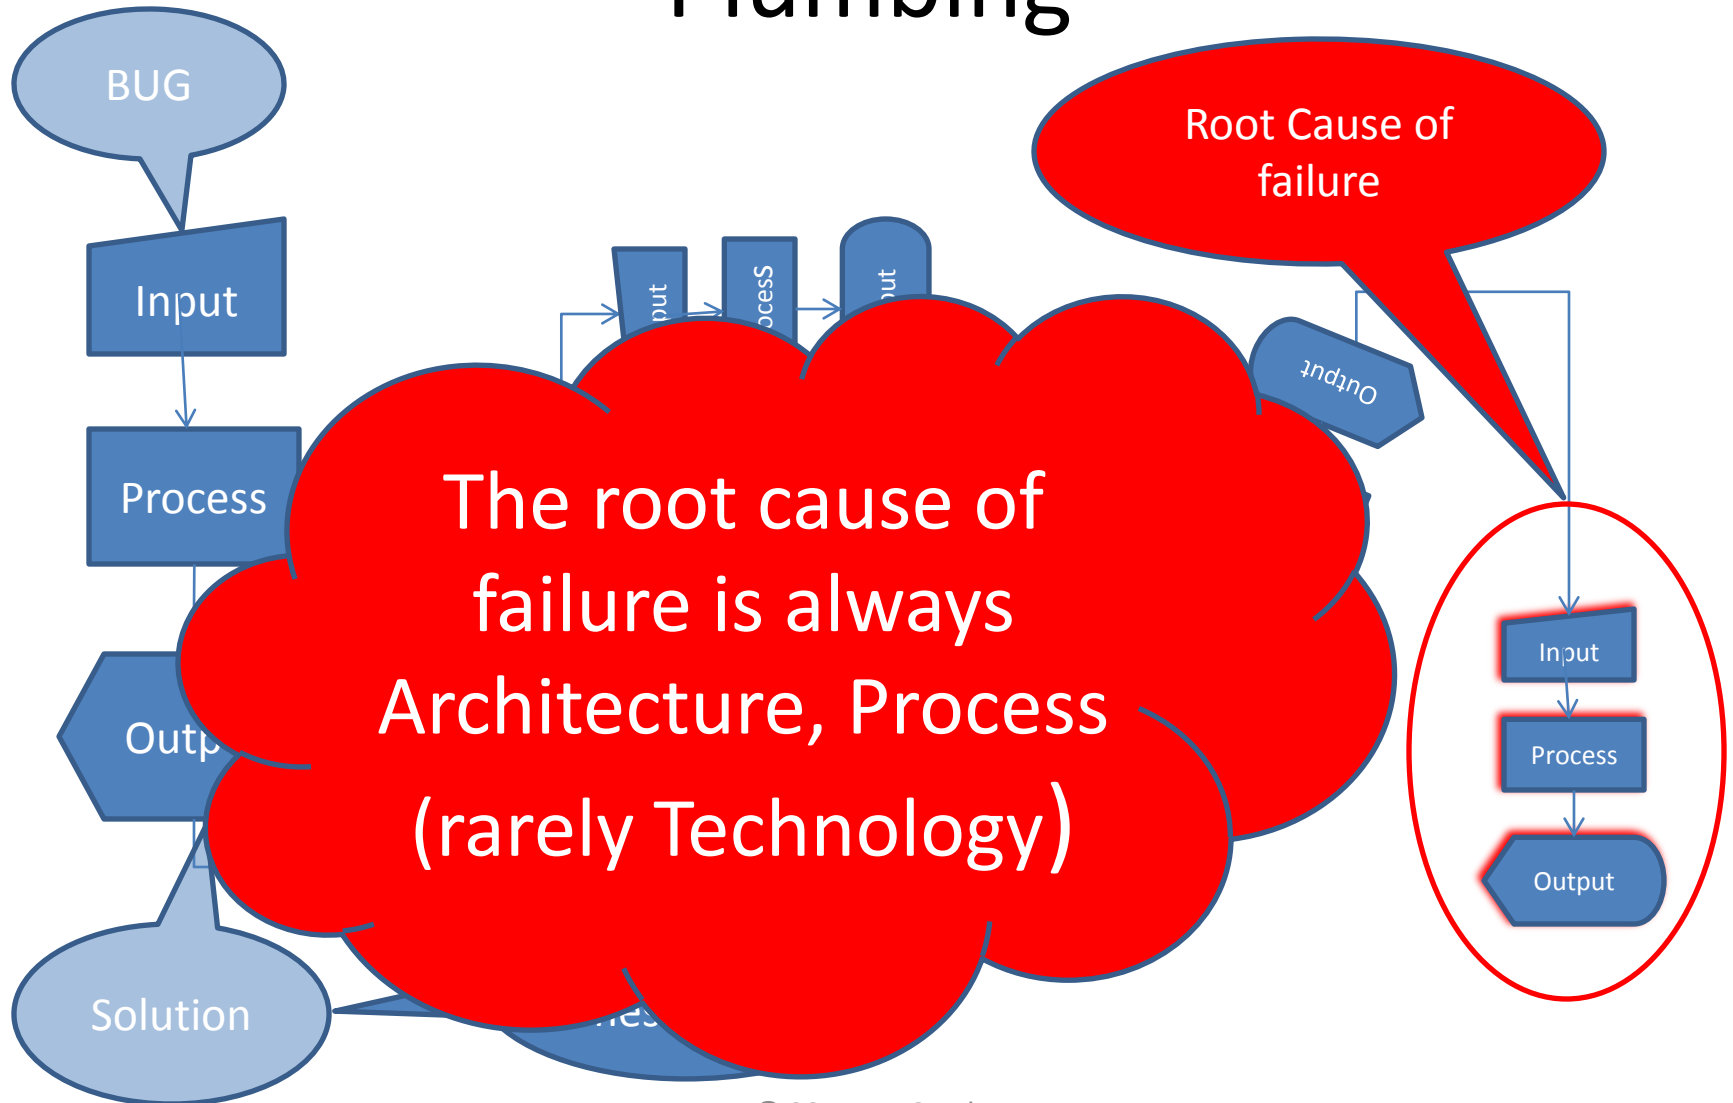 Plumbing
BUG
Root Cause of
failure
Input
Process
Solution
The root cause of
failure is always
Architecture, Process
(rarely Technology)
Output
Input
Process
Output